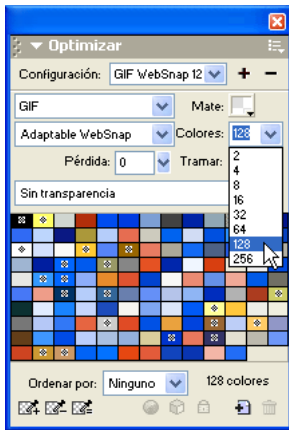 Optimizar
Configuración: GIF WebSnap 12
GIF Mate:
Adaptable WebSnap Colores: 128
Pérdida: 0 Tramar:
Sin transparencia
2
4
8
16
32
64
128
256
Ordenar por: Ninguno 128 colores